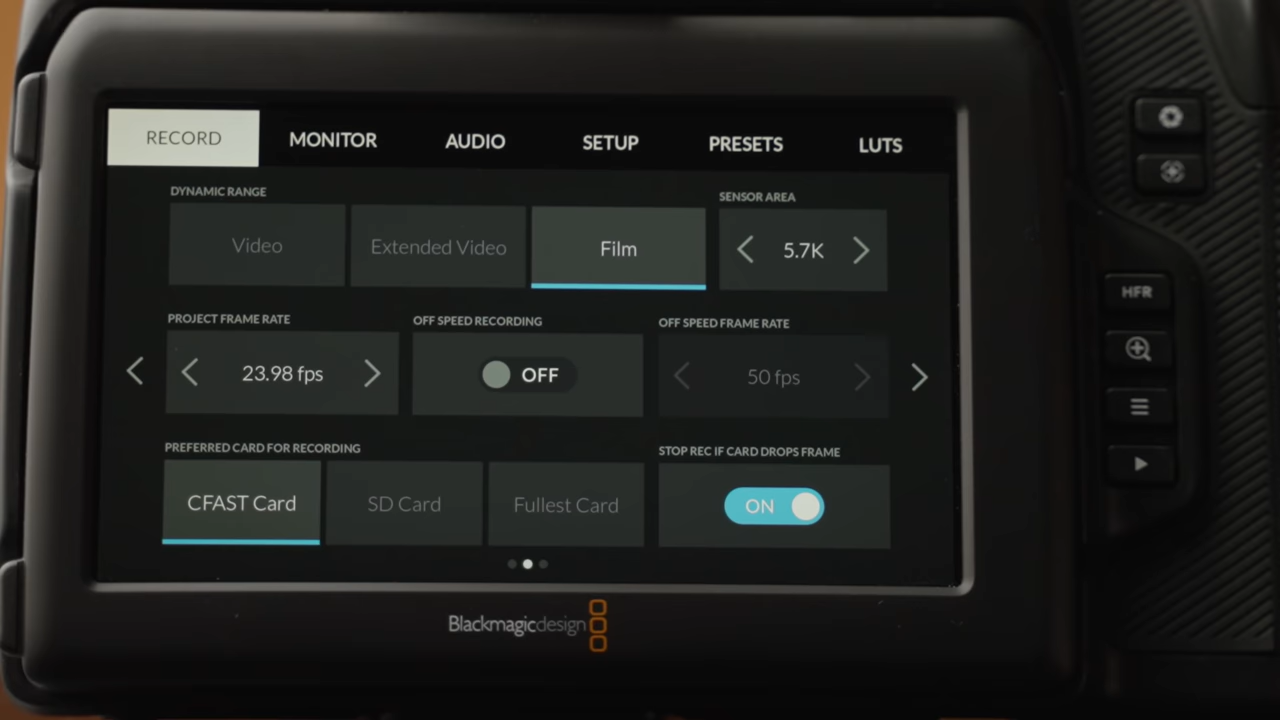 RECORD MONITOR AUDIO SETUP PRESETS LUTS
DYNAMIC RANGE SENSOR AREA
Video Extended Video Film 5.7K
PROJECT FRAME RATE OFF SPEED RECORDING OFF SPEED FRAME RATE
23.98 fps OFF 50 fps
PREFERRED CARD FOR RECORDING STOP REC IF CARD DROPS FRAME
CFAST Card SD Card Fullest Card ON
Blackmagicdesign
HFR